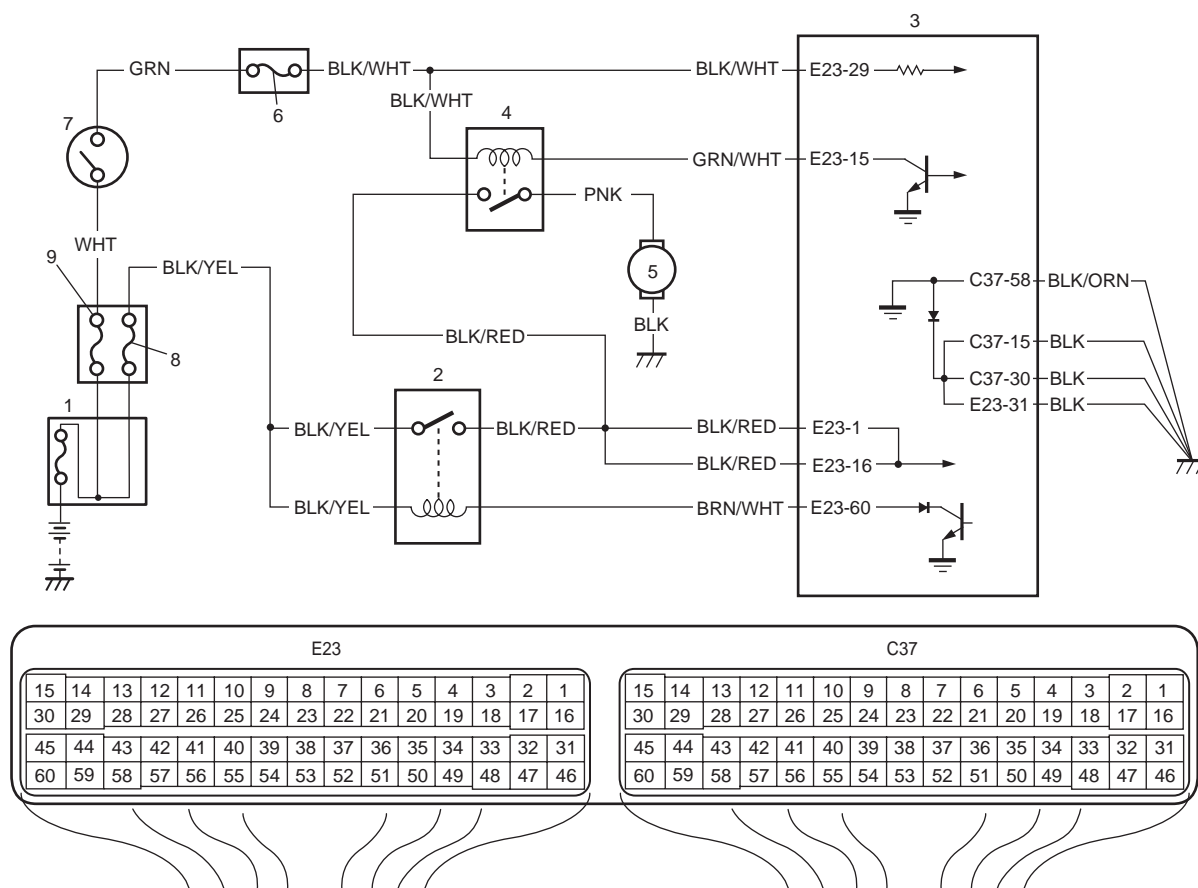 3
GRN
BLK/WHT
BLK/WHT
E23-29
6
BLK/WHT
7
4
GRN/WHT
E23-15
PNK
WHT
9
BLK/YEL
5
C37-58
BLK/ORN
BLK
BLK/RED
C37-15
BLK
8
C37-30
BLK
2
1
E23-31
BLK
BLK/YEL
BLK/RED
BLK/RED
E23-1
BLK/RED
E23-16
BLK/YEL
BRN/WHT
E23-60
E23
C37
15 14 13 12 11 10 9 8 7 6 5 4 3 2 1
15 14 13 12 11 10 9 8 7 6 5 4 3 2 1
30 29 28 27 26 25 24 23 22 21 20 19 18 17 16
30 29 28 27 26 25 24 23 22 21 20 19 18 17 16
45 44 43 42 41 40 39 38 37 36 35 34 33 32 31
45 44 43 42 41 40 39 38 37 36 35 34 33 32 31
60 59 58 57 56 55 54 53 52 51 50 49 48 47 46
60 59 58 57 56 55 54 53 52 51 50 49 48 47 46